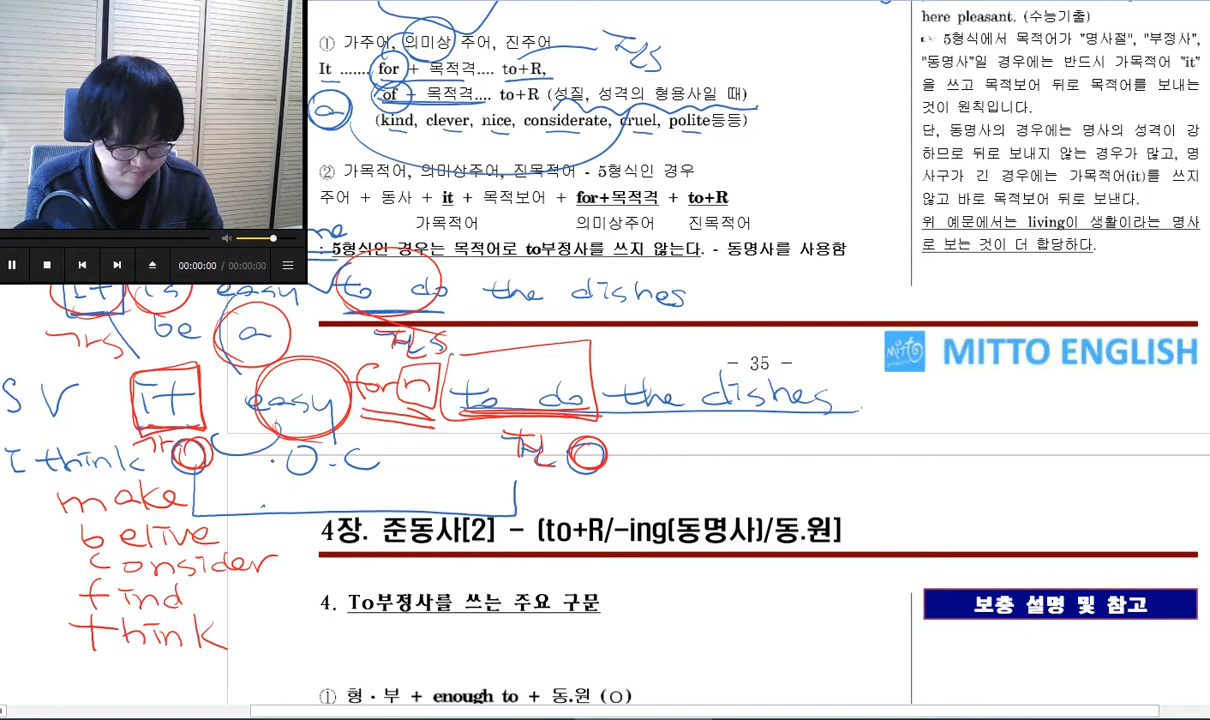 ① 가주어, 의미상 주어, 진주어
It ....... for + 목적격.... to+R,
of + 목적격.... to+R (성질, 성격의 형용사일 때)
(kind, clever, nice, considerate, cruel, polite등등)
② 가목적어, 의미상주어, 진목적어 - 5형식인 경우
주어 + 동사 + it + 목적보어 + for+목적격 + to+R
가목적어 의미상주어 진목적어
: 5형식인 경우는 목적어로 to부정사를 쓰지 않는다. - 동명사를 사용함
here pleasant. (수능기출)
☞ 5형식에서 목적어가 "명사절", "부정사",
"동명사"일 경우에는 반드시 가목적어 "it"
을 쓰고 목적보어 뒤로 목적어를 보내는
것이 원칙입니다.
단, 동명사의 경우에는 명사의 성격이 강
하므로 뒤로 보내지 않는 경우가 많고, 명
사구가 긴 경우에는 가목적어(it)를 쓰지
않고 바로 목적보어 뒤로 보낸다.
위 예문에서는 living이 생활이라는 명사
로 보는 것이 더 합당하다.
00:00:00 / 00:00:00
a
It is easy to do the dishes
be a
- 35 -
mitto
MITTO ENGLISH
S V it easy for n to do the dishes
I think O O.C O
make
belive
consider
find
think
4장. 준동사[2] - (to+R/-ing(동명사)/동.원]
4. To부정사를 쓰는 주요 구문
보충 설명 및 참고
① 형·부 + enough to + 동.원 (O)